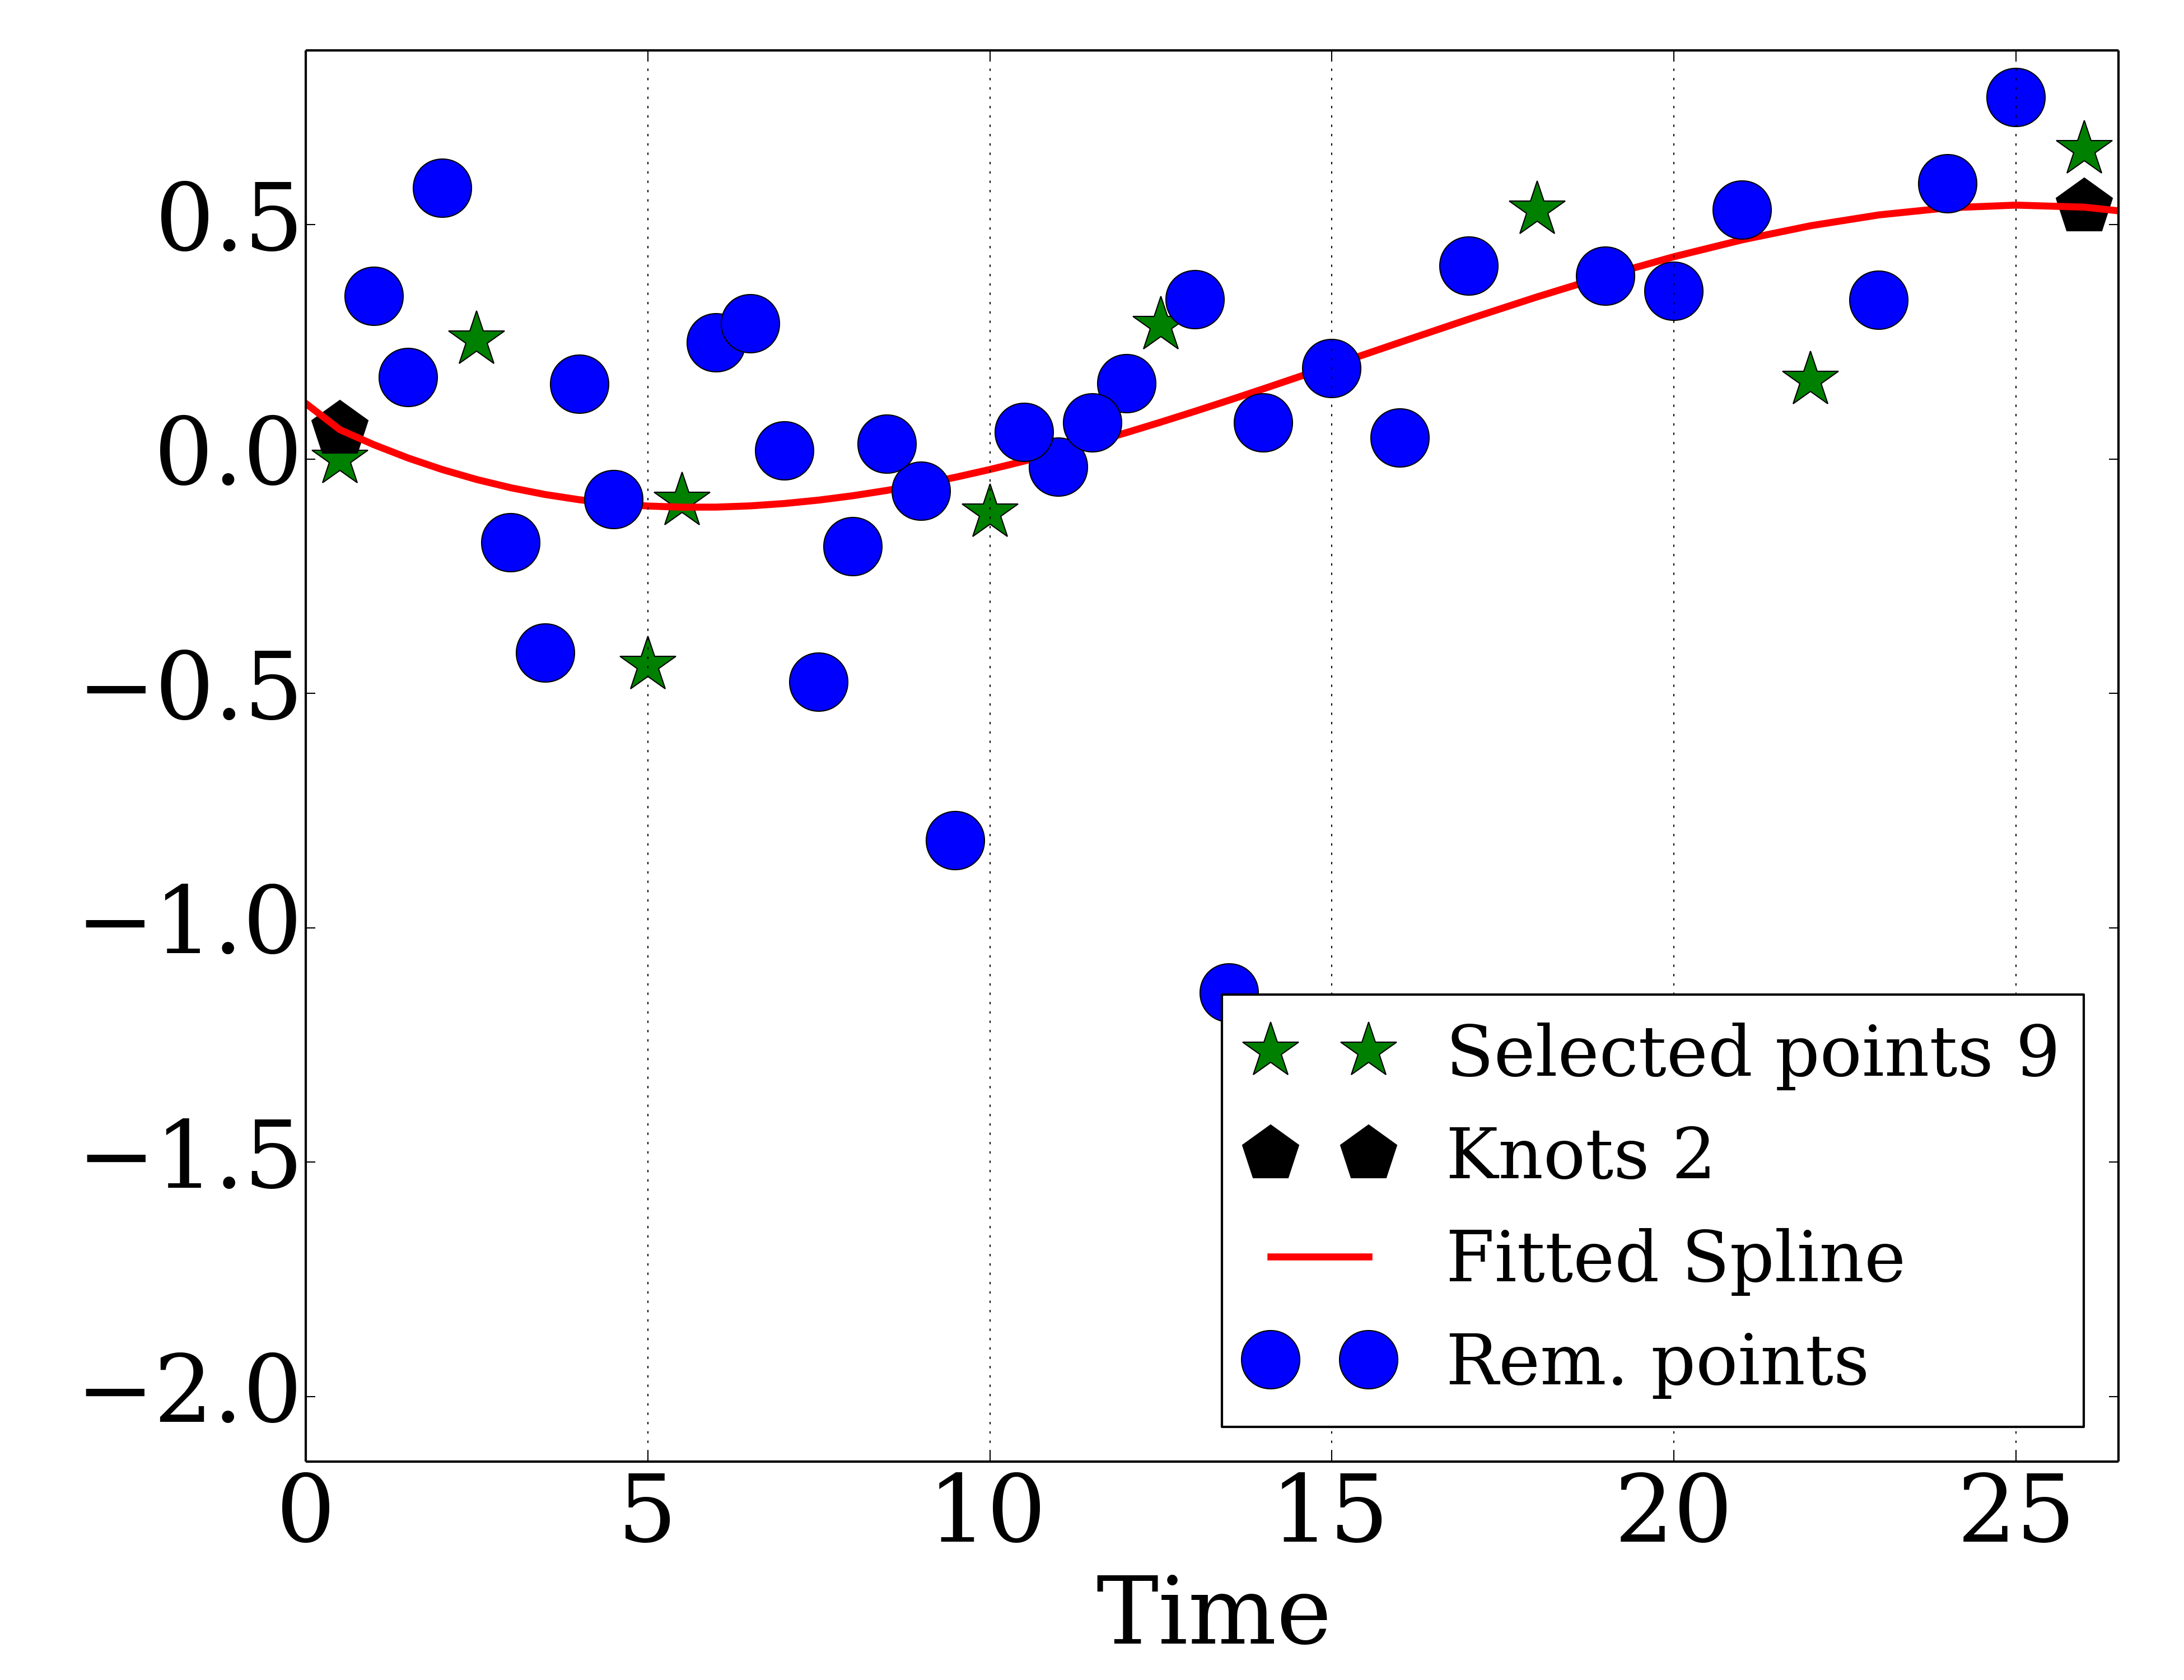 0.5
0.0
−0.5
−1.0
−1.5
−2.0
Selected points 9
Knots 2
Fitted Spline
Rem. points
0 5 10 15 20 25
Time